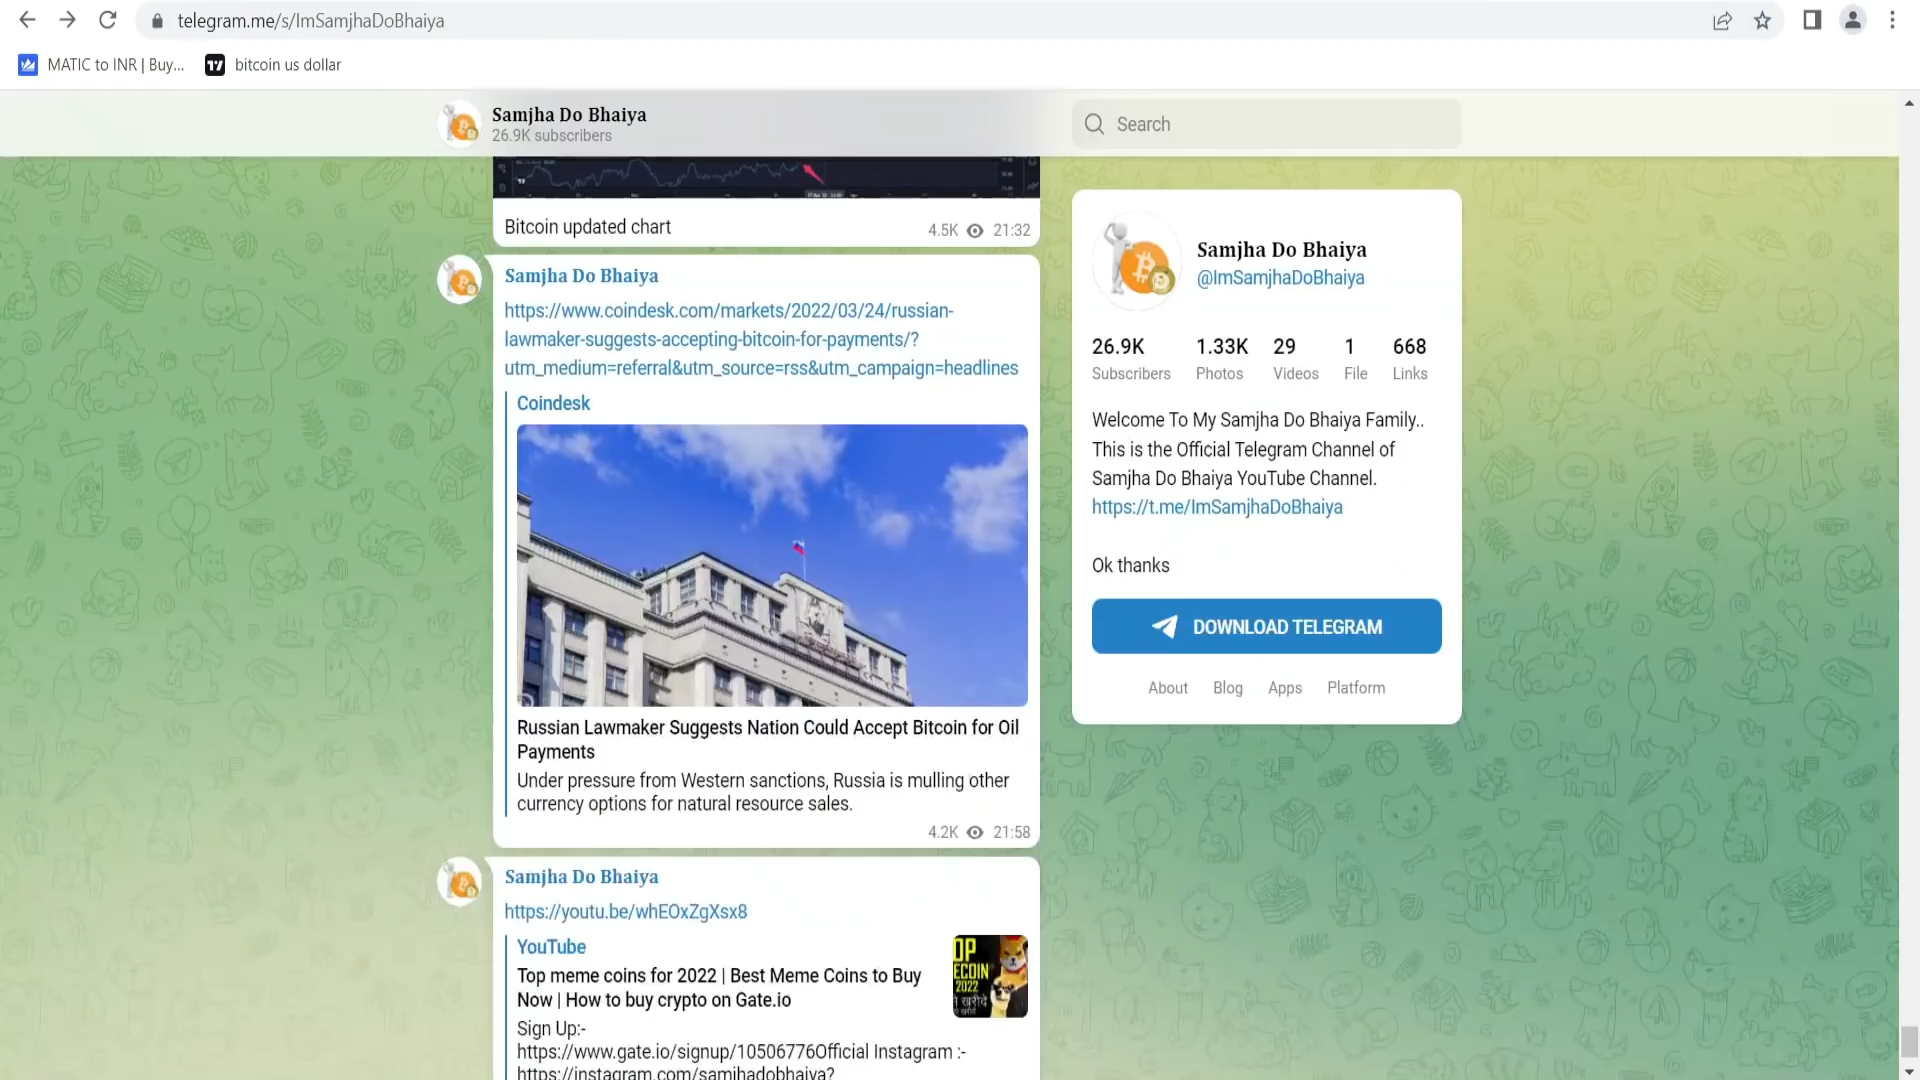 telegram.me/s/ImSamjhaDoBhaiya
MATIC to INR | Buy...
bitcoin us dollar
Samjha Do Bhaiya
26.9K subscribers
Search
Bitcoin updated chart
4.5K 21:32
Samjha Do Bhaiya
https://www.coindesk.com/markets/2022/03/24/russian-
lawmaker-suggests-accepting-bitcoin-for-payments/?
utm_medium=referral&utm_source=rss&utm_campaign=headlines
Coindesk
Russian Lawmaker Suggests Nation Could Accept Bitcoin for Oil
Payments
Under pressure from Western sanctions, Russia is mulling other
currency options for natural resource sales.
4.2K 21:58
Samjha Do Bhaiya
https://youtu.be/whEOxZgXsx8
YouTube
Top meme coins for 2022 | Best Meme Coins to Buy
Now | How to buy crypto on Gate.io
Sign Up:-
https://www.gate.io/signup/10506776Official Instagram :-
https://instagram.com/samjhadobhaiya?
OP
ECOIN
2022
Samjha Do Bhaiya
@ImSamjhaDoBhaiya
26.9K 1.33K 29 1 668
Subscribers Photos Videos File Links
Welcome To My Samjha Do Bhaiya Family..
This is the Official Telegram Channel of
Samjha Do Bhaiya YouTube Channel.
https://t.me/ImSamjhaDoBhaiya
Ok thanks
DOWNLOAD TELEGRAM
About Blog Apps Platform